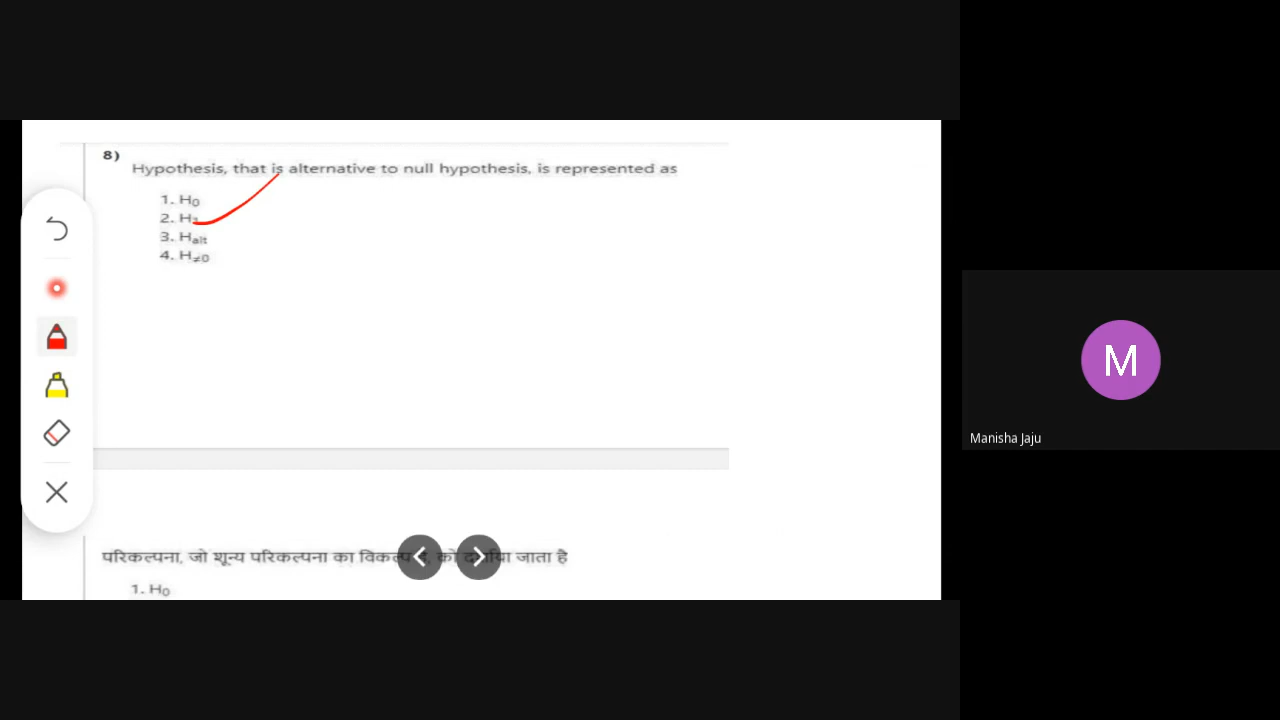 8)
Hypothesis, that is alternative to null hypothesis, is represented as
1. H₀
2. H₁
3. Hₐₗₜ
4. H≠₀
परिकल्पना, जो शून्य परिकल्पना का को जाता है
1. H₀
M
Manisha Jaju